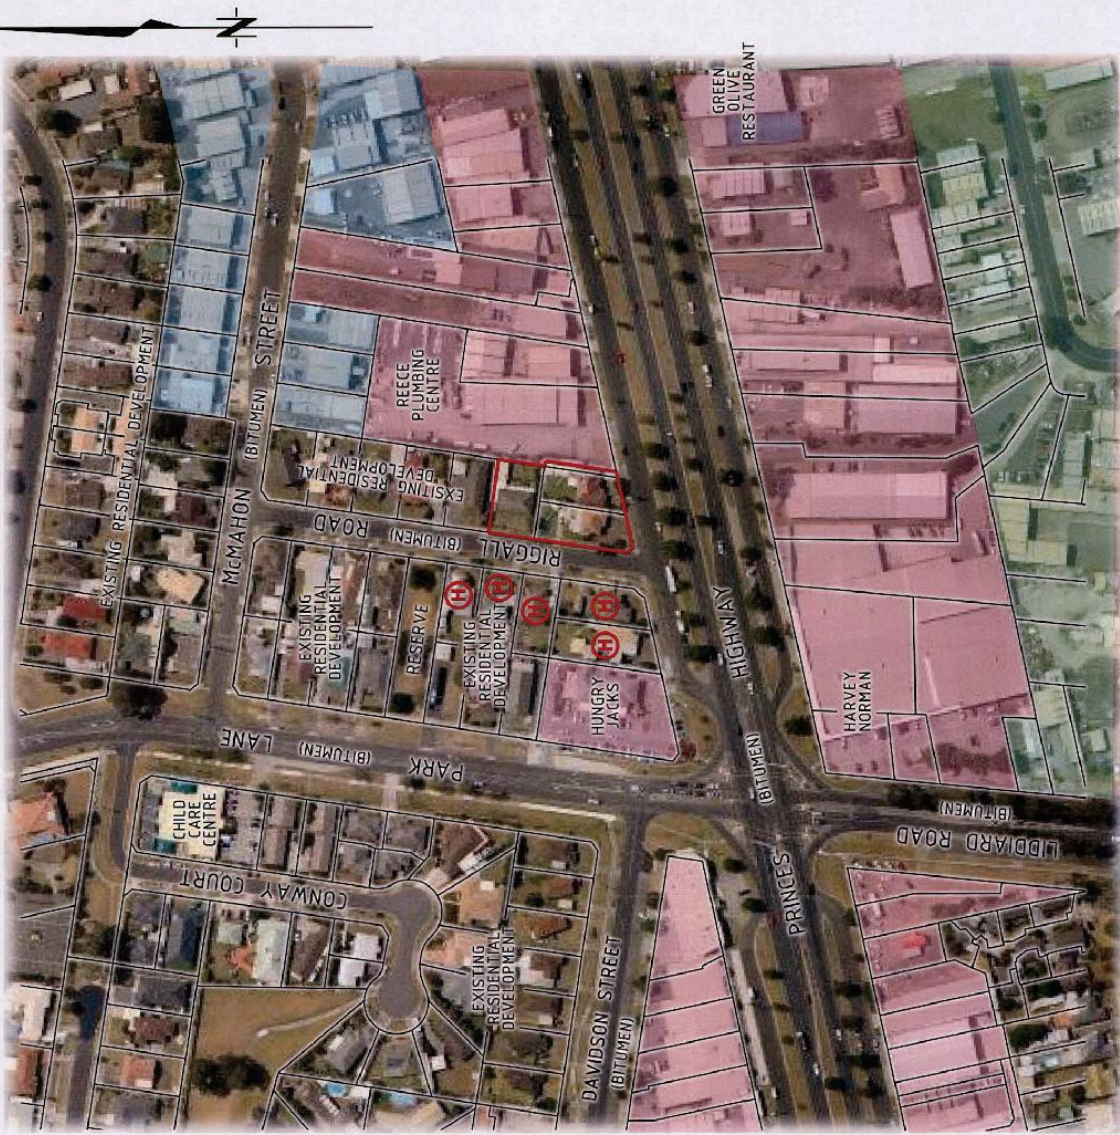 N
GREEN
OLIVE
RESTAURANT
EXISTING RESIDENTIAL DEVELOPMENT
McMAHON
(BITUMEN)
STREET
REECE
PLUMBING
CENTRE
EXSITING
RESIDENTIAL
DEVELOPMENT
RIGGALL
(BITUMEN)
ROAD
EXISTING
RESIDENTIAL
DEVELOPMENT
RESERVE
EXISTING
RESIDENTIAL
DEVELOPMENT
H
H
H
H
H
HUNGRY
JACKS
HARVEY
NORMAN
PARK
(BITUMEN)
LANE
PRINCES
(BITUMEN)
HIGHWAY
LIDDIARD ROAD
(BITUMEN)
CHILD
CARE
CENTRE
CONWAY COURT
EXISTING
RESIDENTIAL
DEVELOPMENT
DAVIDSON STREET
(BITUMEN)